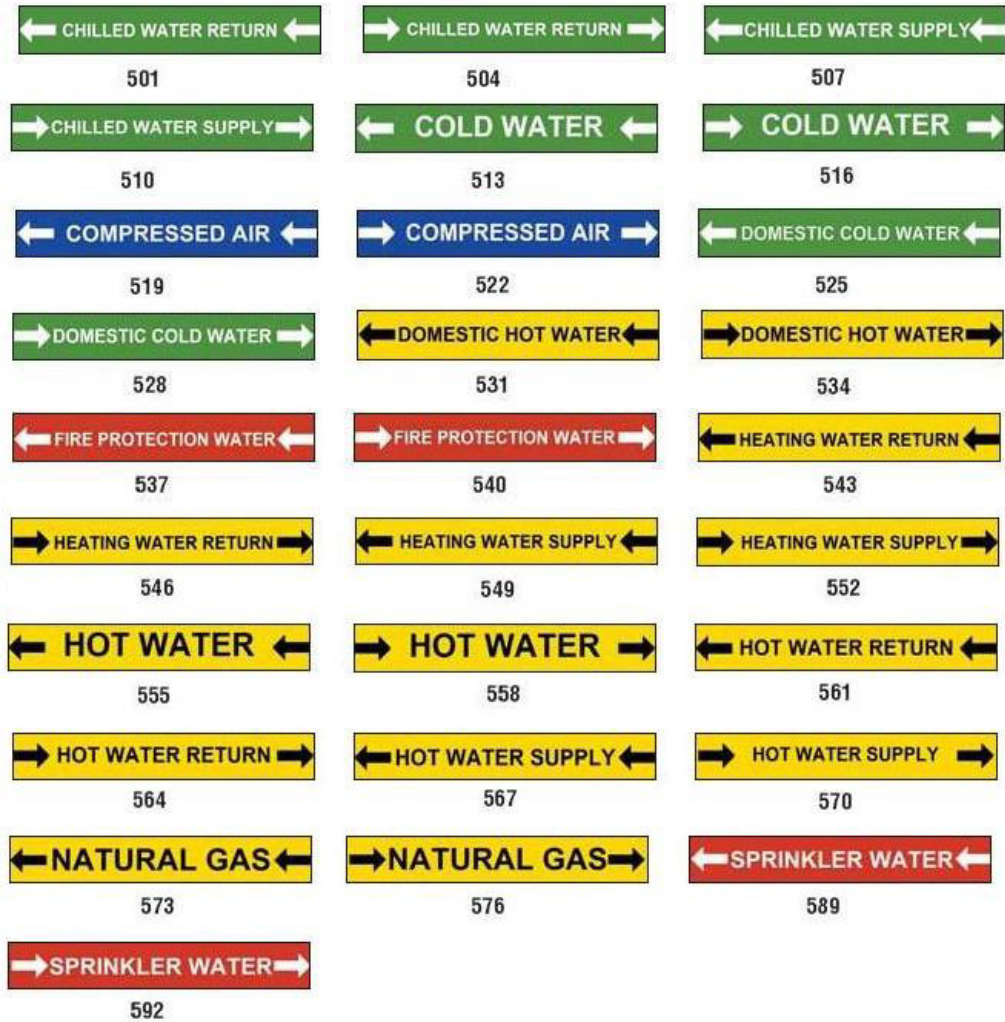 CHILLED WATER RETURN
501
CHILLED WATER RETURN
504
CHILLED WATER SUPPLY
507
CHILLED WATER SUPPLY
510
COLD WATER
513
COLD WATER
516
COMPRESSED AIR
519
COMPRESSED AIR
522
DOMESTIC COLD WATER
525
DOMESTIC COLD WATER
528
DOMESTIC HOT WATER
531
DOMESTIC HOT WATER
534
FIRE PROTECTION WATER
537
FIRE PROTECTION WATER
540
HEATING WATER RETURN
543
HEATING WATER RETURN
546
HEATING WATER SUPPLY
549
HEATING WATER SUPPLY
552
HOT WATER
555
HOT WATER
558
HOT WATER RETURN
561
HOT WATER RETURN
564
HOT WATER SUPPLY
567
HOT WATER SUPPLY
570
NATURAL GAS
573
NATURAL GAS
576
SPRINKLER WATER
589
SPRINKLER WATER
592